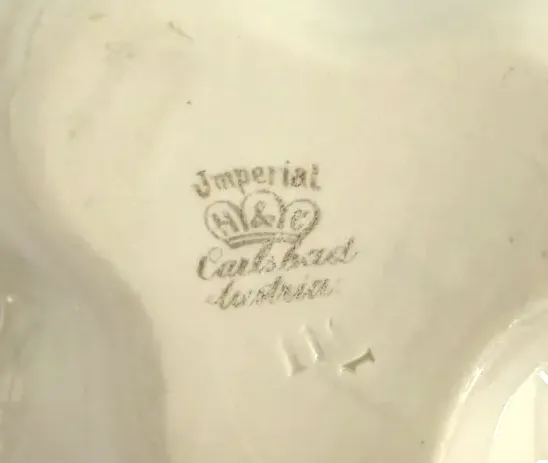 Imperial
H & C
Carlsbad
Austria